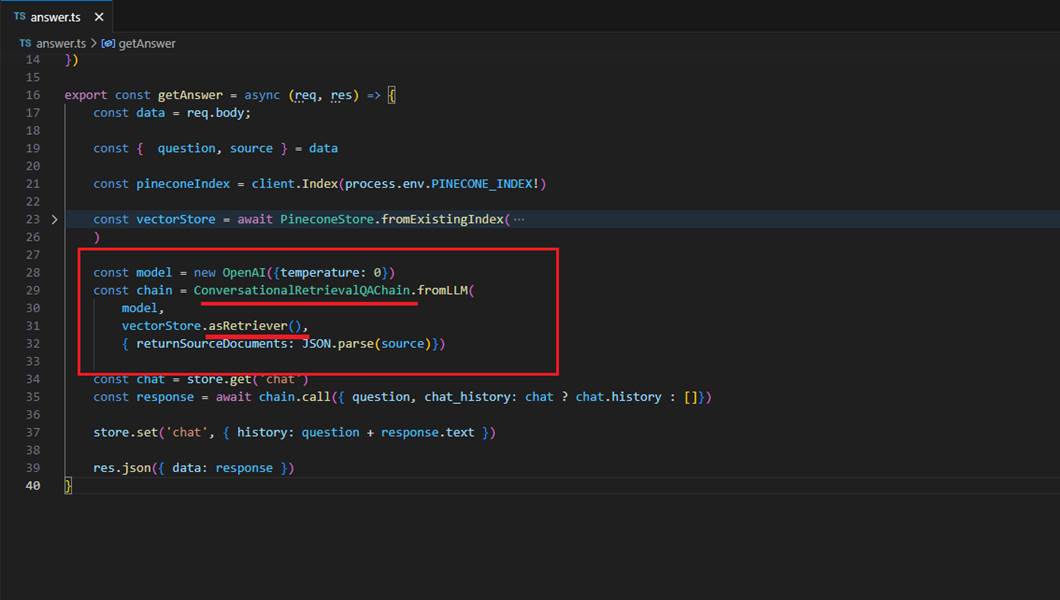 TS answer.ts ×
TS answer.ts > getAnswer
14 })
15
16 export const getAnswer = async (req, res) => {
17     const data = req.body;
18
19     const {  question, source } = data
20
21     const pineconeIndex = client.Index(process.env.PINECONE_INDEX!)
22
23     const vectorStore = await PineconeStore.fromExistingIndex( ···
26     )
27
28     const model = new OpenAI({temperature: 0})
29     const chain = ConversationalRetrievalQAChain.fromLLM(
30         model,
31         vectorStore.asRetriever(),
32         { returnSourceDocuments: JSON.parse(source)})
33
34     const chat = store.get('chat')
35     const response = await chain.call({ question, chat_history: chat ? chat.history : []})
36
37     store.set('chat', { history: question + response.text })
38
39     res.json({ data: response })
40 }